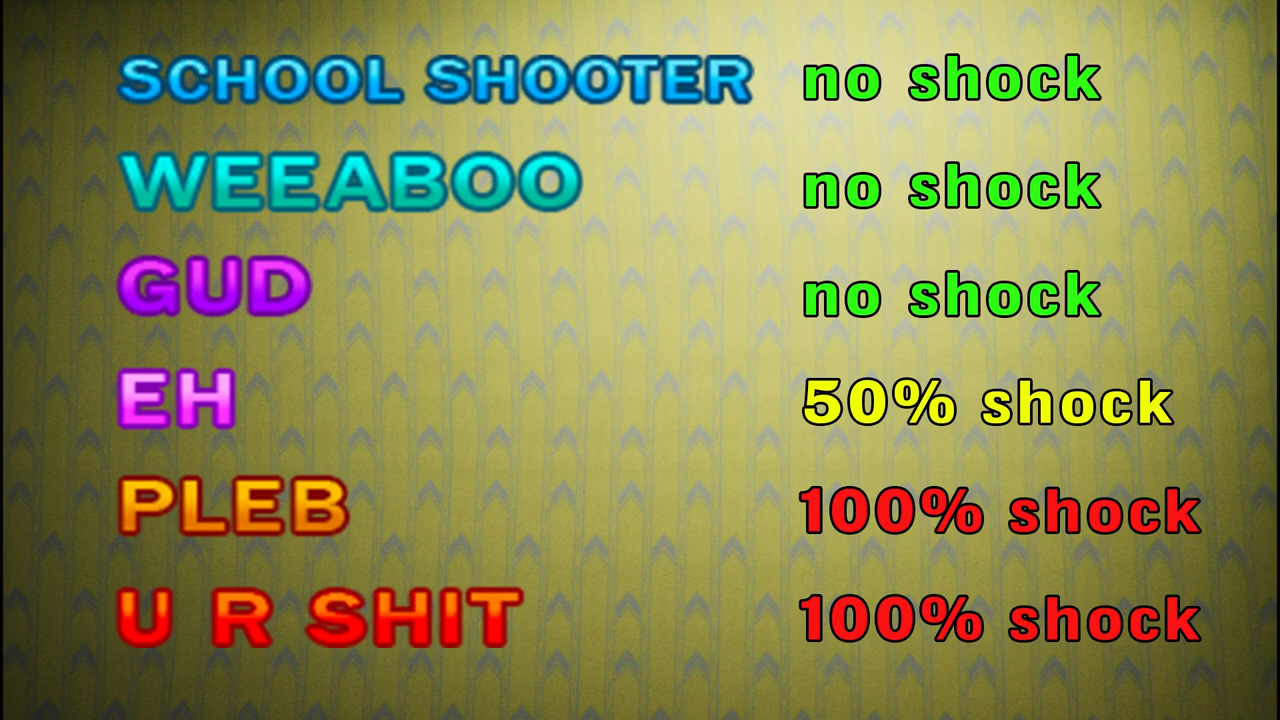 SCHOOL SHOOTER no shock
WEEABOO no shock
GUD no shock
EH 50% shock
PLEB 100% shock
U R SHIT 100% shock